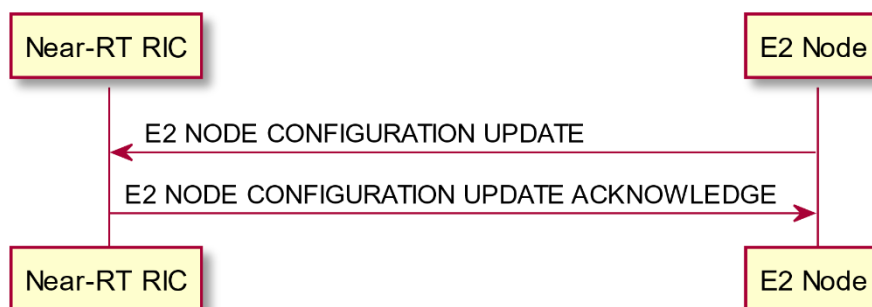 Near-RT RIC
E2 Node
E2 NODE CONFIGURATION UPDATE
E2 NODE CONFIGURATION UPDATE ACKNOWLEDGE
Near-RT RIC
E2 Node